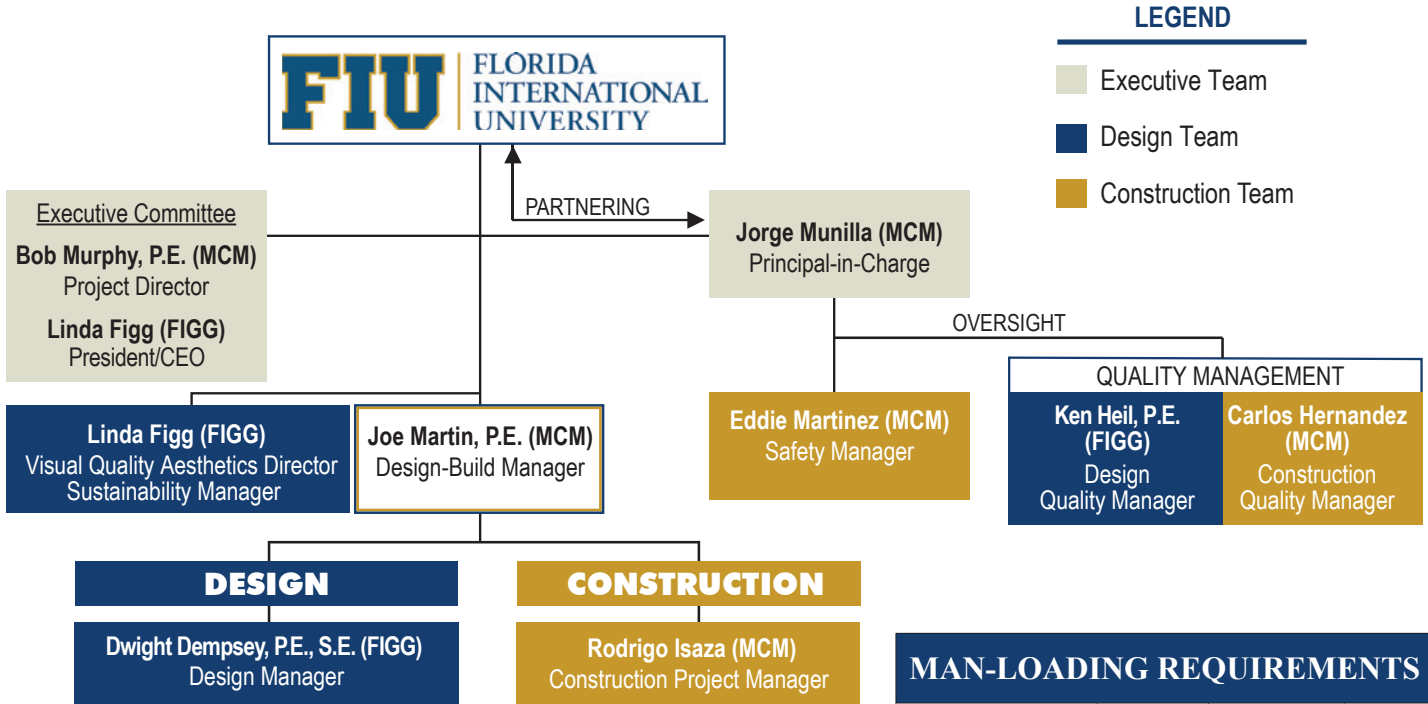 LEGEND
Executive Team
Design Team
Construction Team
FIU
FLORIDA
INTERNATIONAL
UNIVERSITY
PARTNERING
Executive Committee
Bob Murphy, P.E. (MCM)
Project Director
Linda Figg (FIGG)
President/CEO
Jorge Munilla (MCM)
Principal-in-Charge
OVERSIGHT
Linda Figg (FIGG)
Visual Quality Aesthetics Director
Sustainability Manager
Joe Martin, P.E. (MCM)
Design-Build Manager
Eddie Martinez (MCM)
Safety Manager
QUALITY MANAGEMENT
Ken Heil, P.E.
(FIGG)
Design
Quality Manager
Carlos Hernandez
(MCM)
Construction
Quality Manager
DESIGN
CONSTRUCTION
Dwight Dempsey, P.E., S.E. (FIGG)
Design Manager
Rodrigo Isaza (MCM)
Construction Project Manager
MAN-LOADING REQUIREMENTS